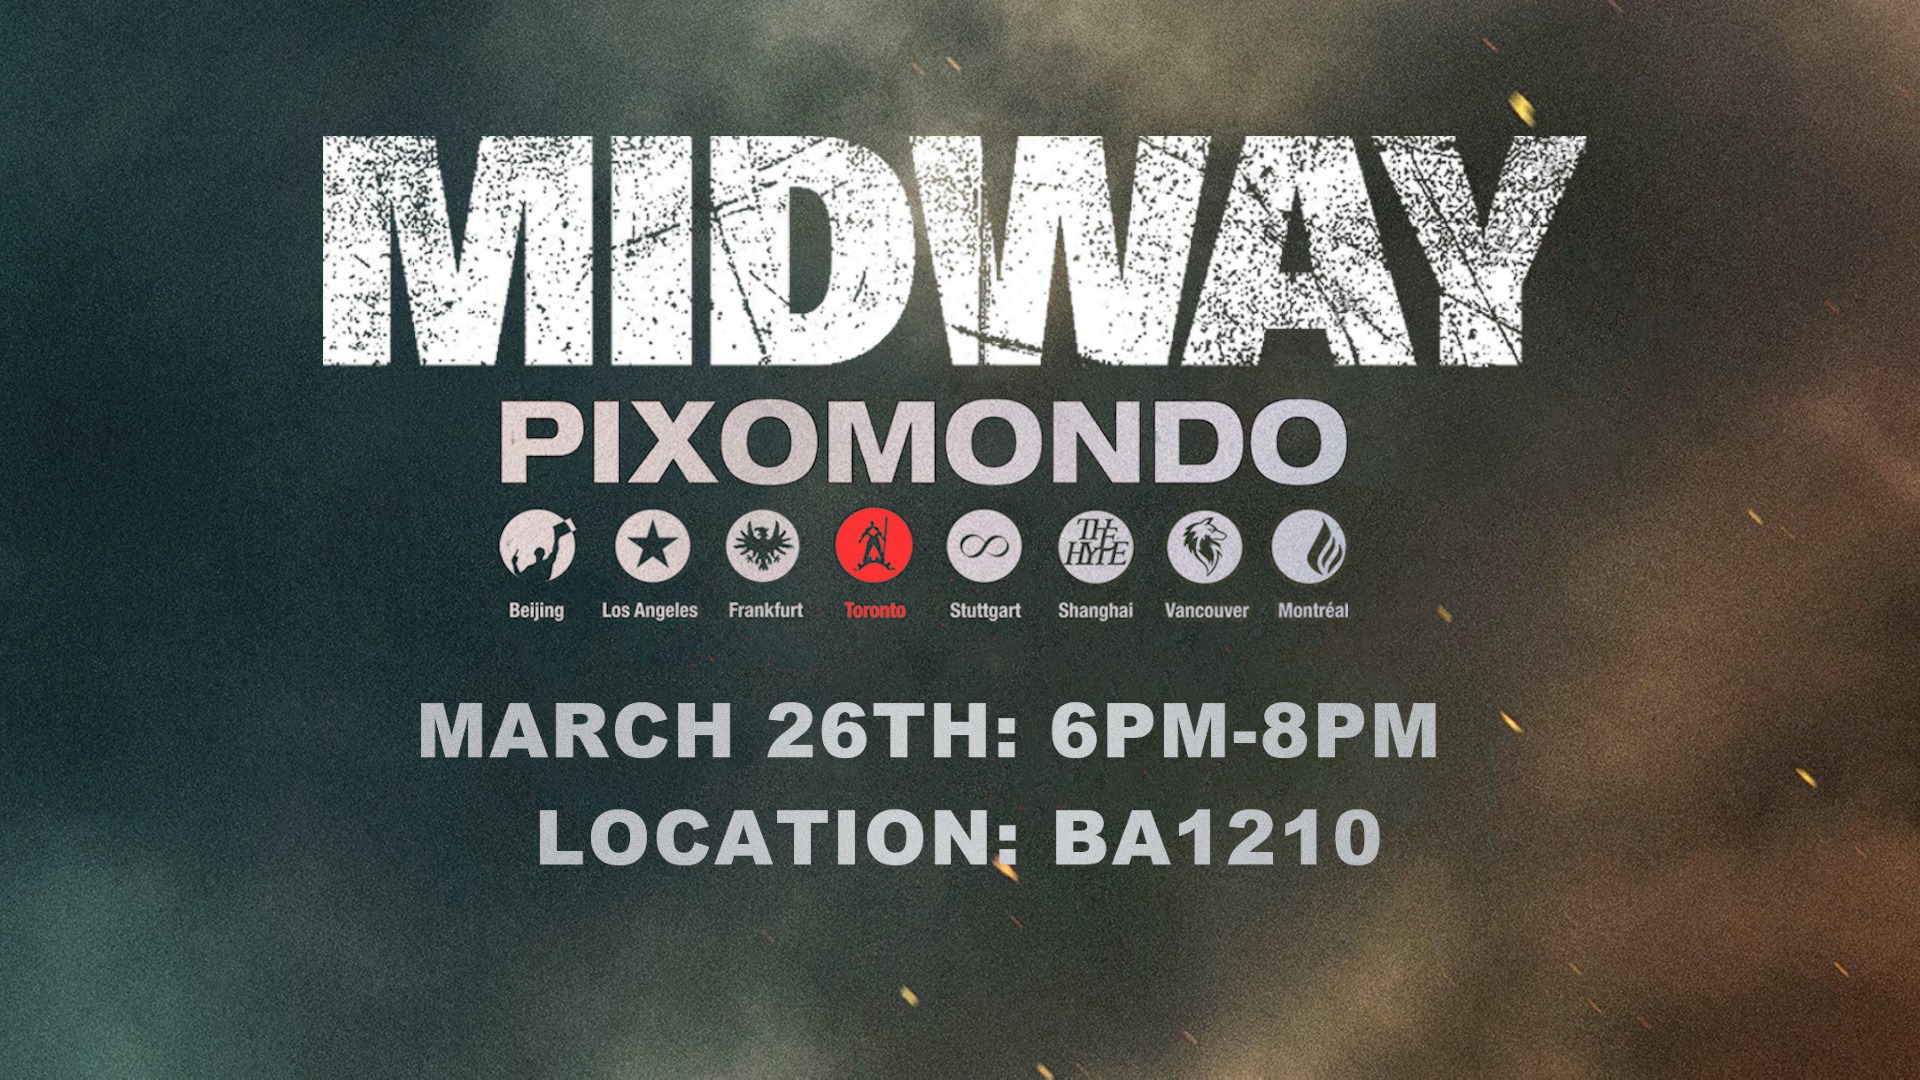 MIDWAY
PIXOMONDO
THE HYPE
Beijing Los Angeles Frankfurt Toronto Stuttgart Shanghai Vancouver Montréal
MARCH 26TH: 6PM-8PM
LOCATION: BA1210